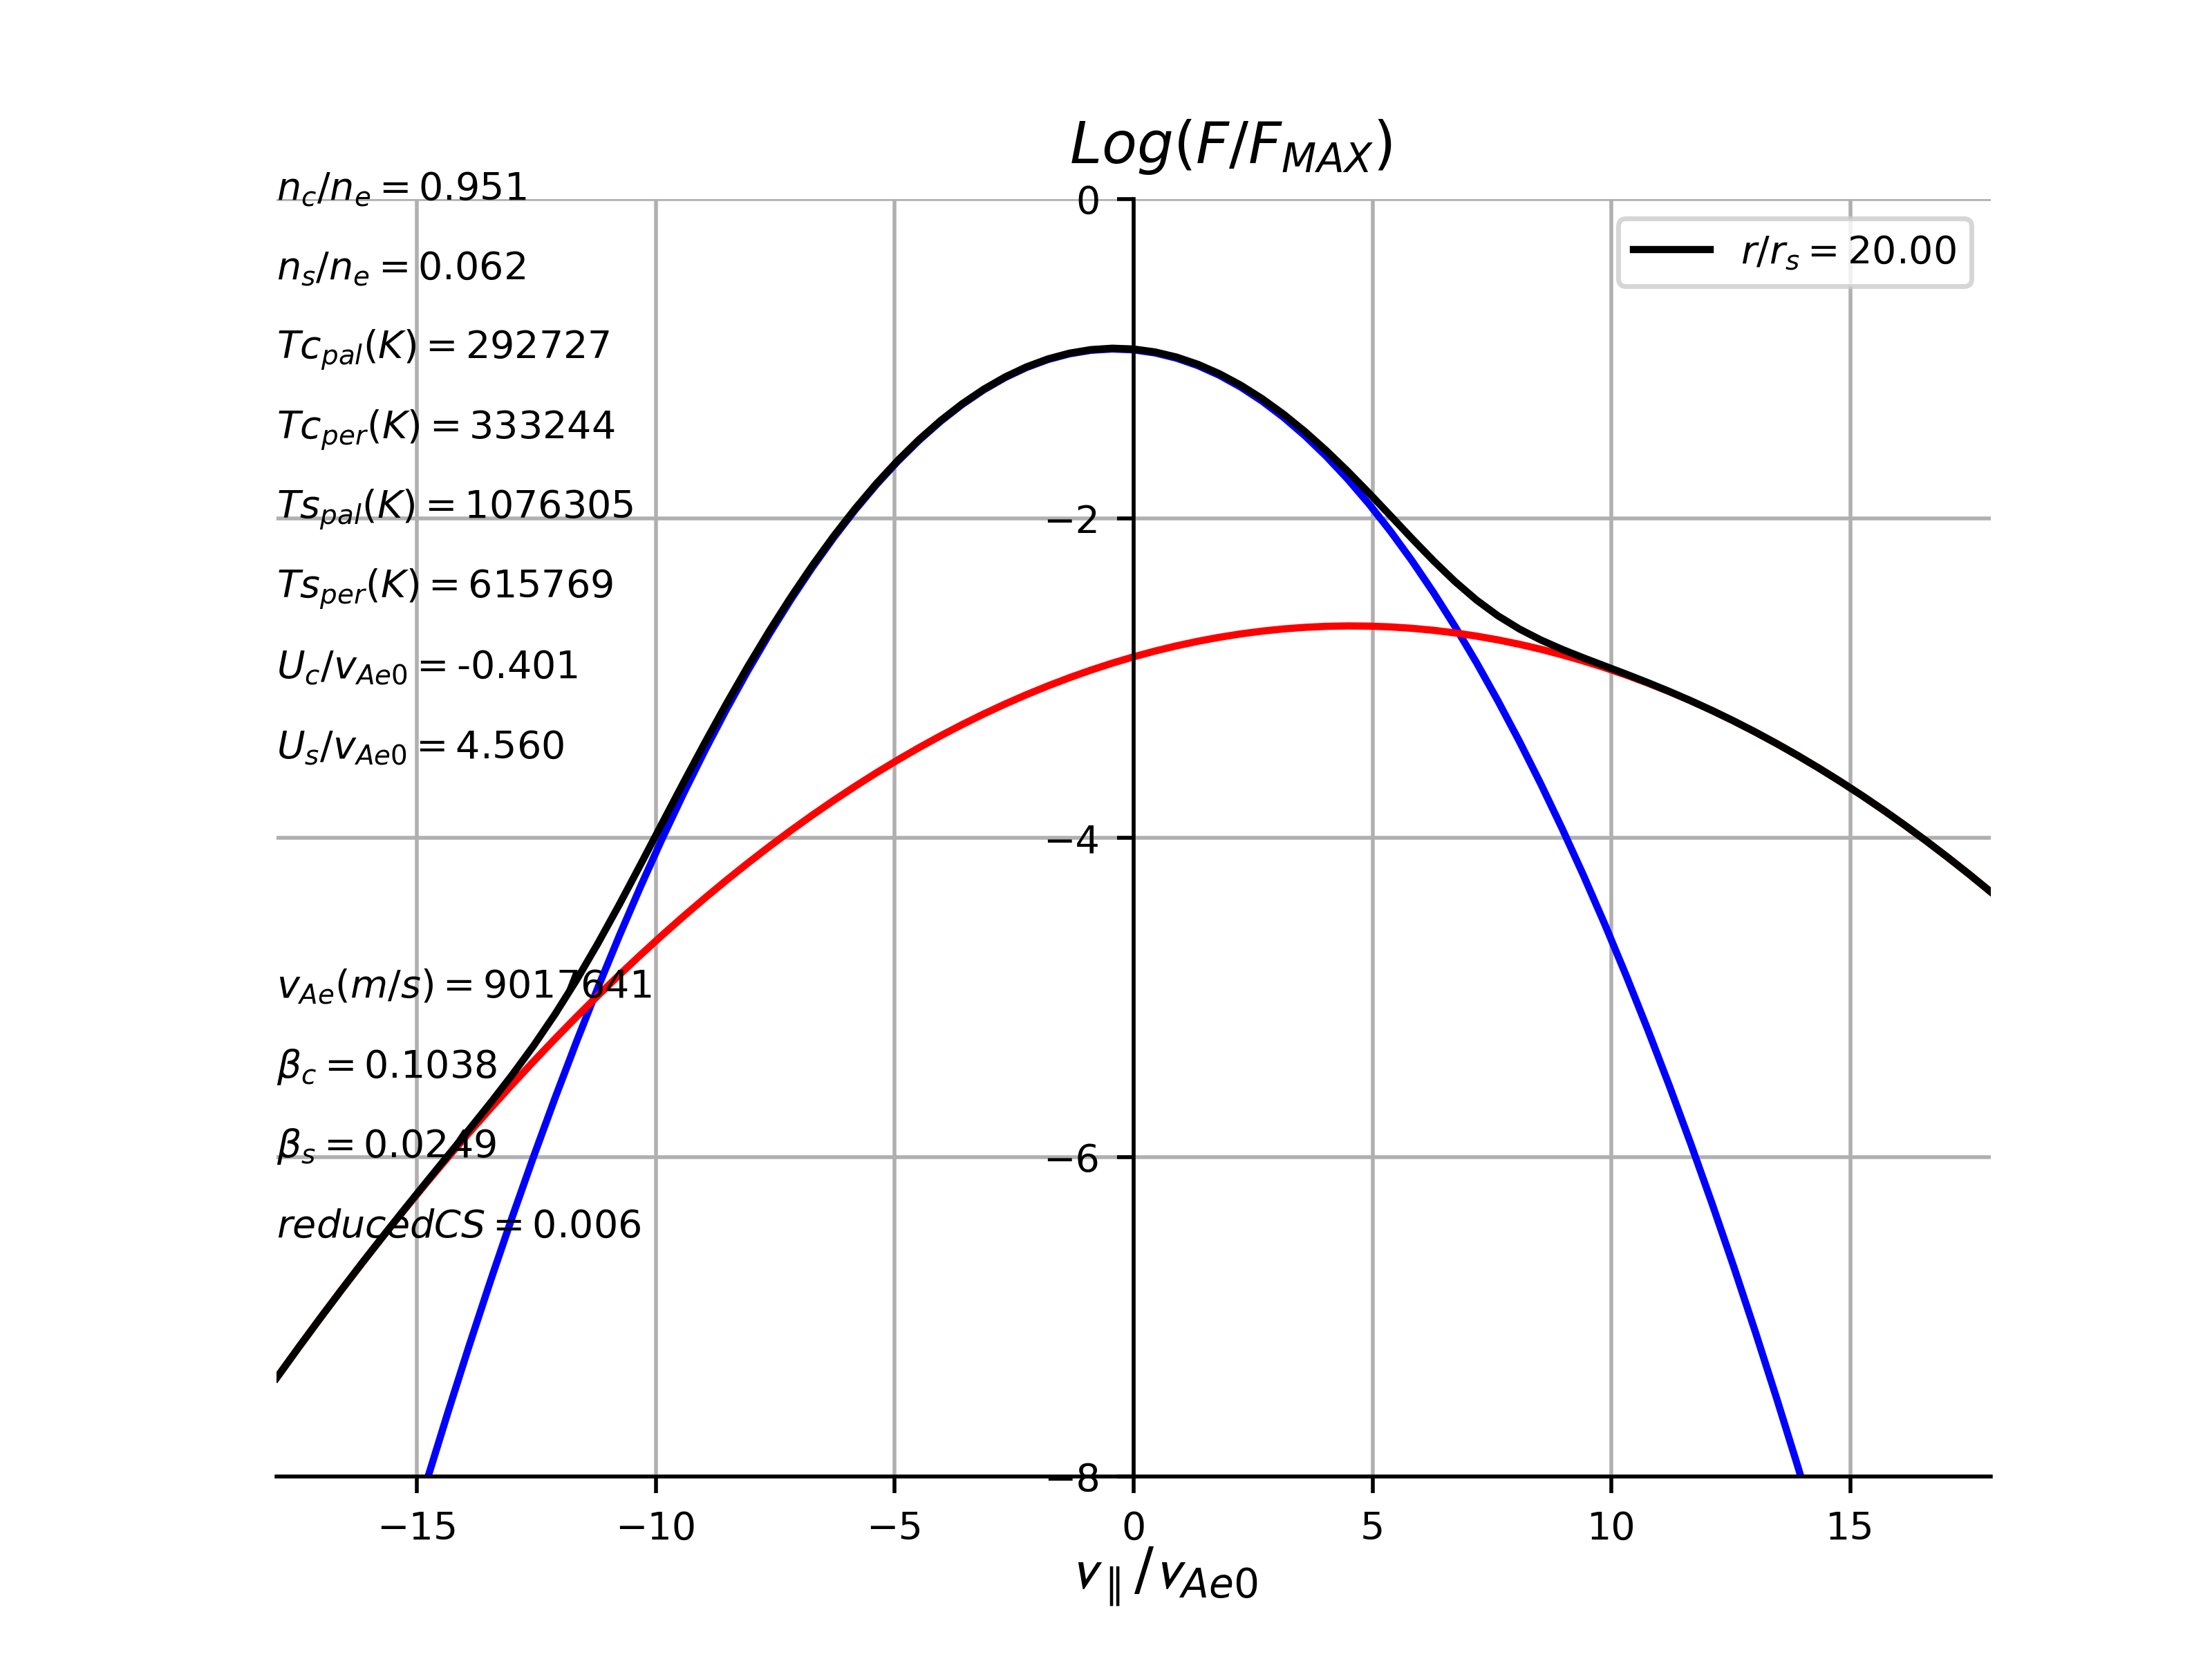 Log(F/F_MAX)
n_c/n_e = 0.951
n_s/n_e = 0.062
Tc_pal(K) = 292727
Tc_per(K) = 333244
Ts_pal(K) = 1076305
Ts_per(K) = 615769
U_c/v_Ae0 = -0.401
U_s/v_Ae0 = 4.560
v_Ae(m/s) = 9017641
β_c = 0.1038
β_s = 0.0249
reducedCS = 0.006
r/r_s = 20.00
0
−2
−4
−6
−8
−15 −10 −5 0 5 10 15
v_∥/v_Ae0